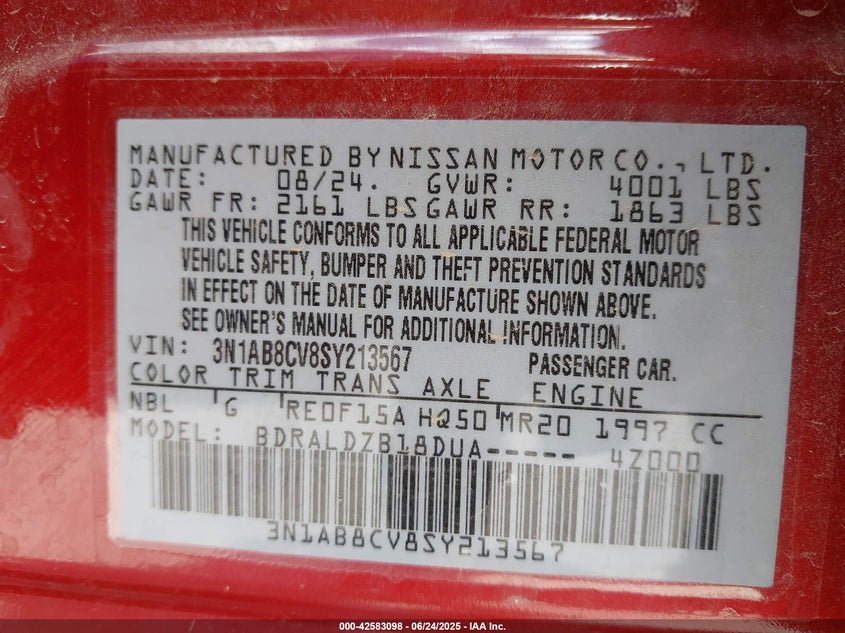 MANUFACTURED BY NISSAN MOTOR CO., LTD.
DATE: 08/24. GVWR: 4001 LBS
GAWR FR: 2161 LBS GAWR RR: 1863 LBS
THIS VEHICLE CONFORMS TO ALL APPLICABLE FEDERAL MOTOR
VEHICLE SAFETY, BUMPER AND THEFT PREVENTION STANDARDS
IN EFFECT ON THE DATE OF MANUFACTURE SHOWN ABOVE.
SEE OWNER'S MANUAL FOR ADDITIONAL INFORMATION.
VIN: 3N1AB8CV8SY213567 PASSENGER CAR.
COLOR TRIM TRANS AXLE ENGINE
NBL G RE0F15A HQ50 MR20 1997 CC
MODEL: BDRALDZB18DUA----- 4Z000
3N1AB8CV8SY213567
000-42583098 - 06/24/2025 - IAA Inc.